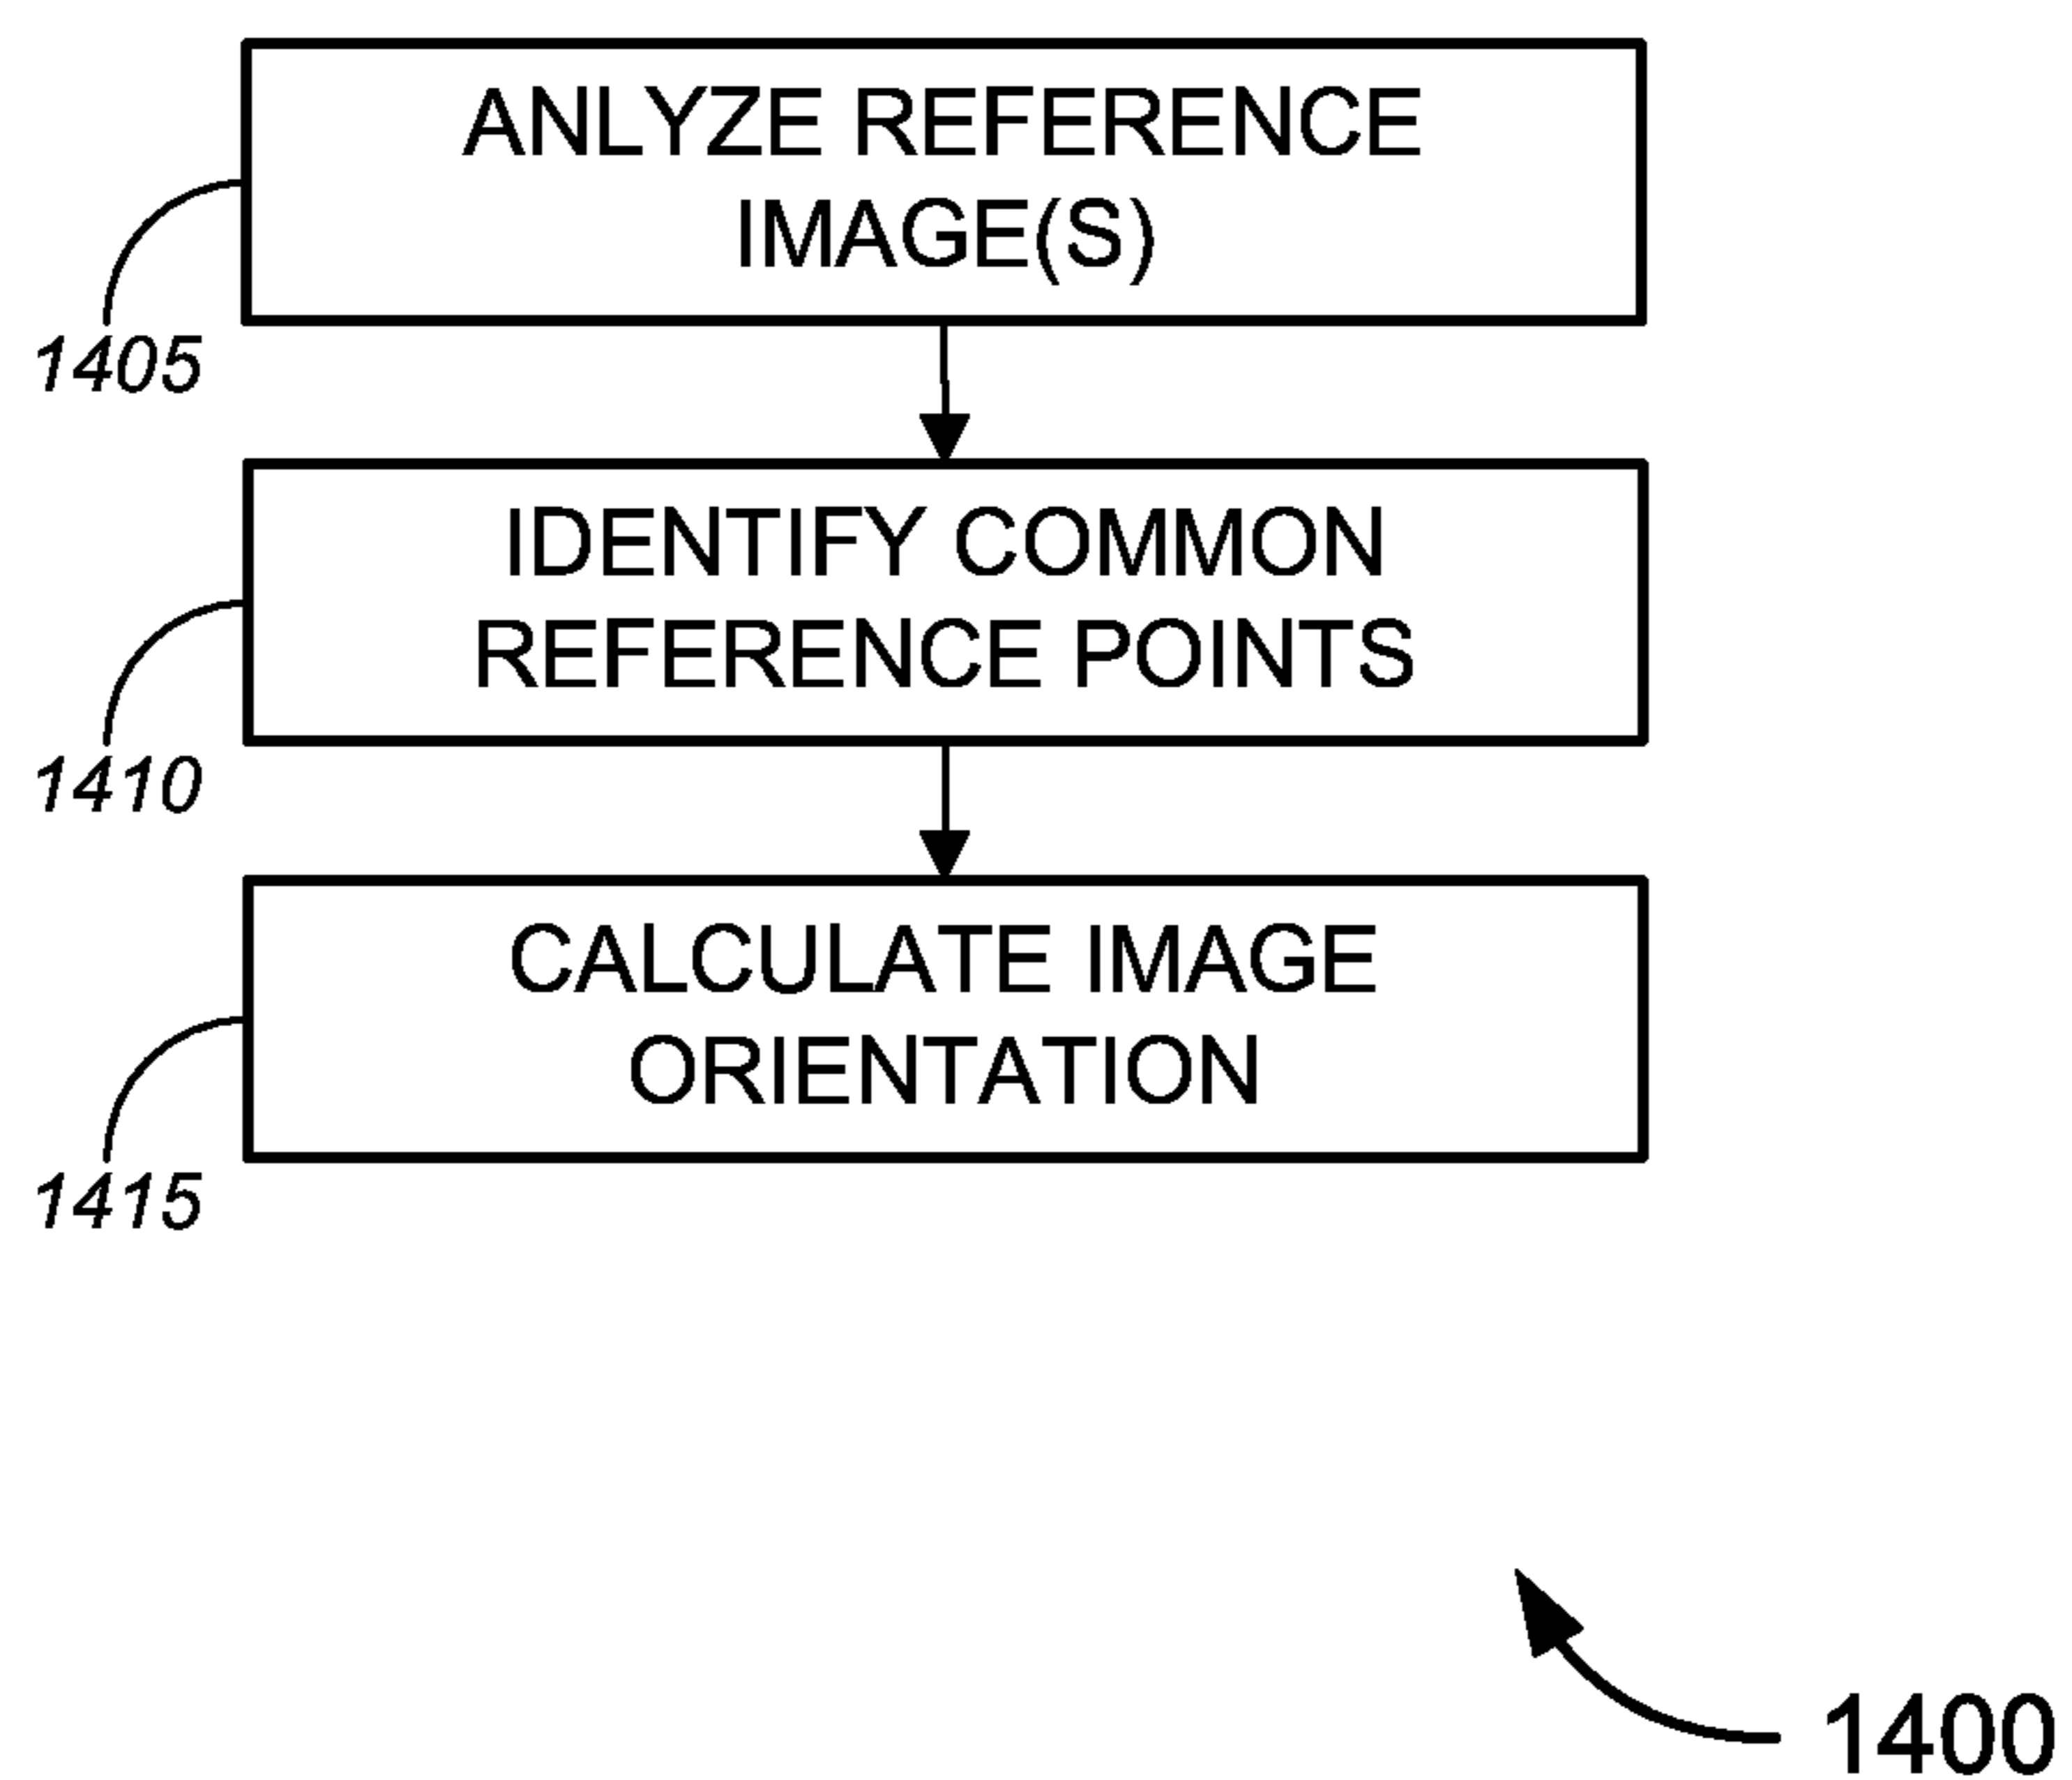 ANLYZE REFERENCE
IMAGE(S)
1405
IDENTIFY COMMON
REFERENCE POINTS
1410
CALCULATE IMAGE
ORIENTATION
1415
1400